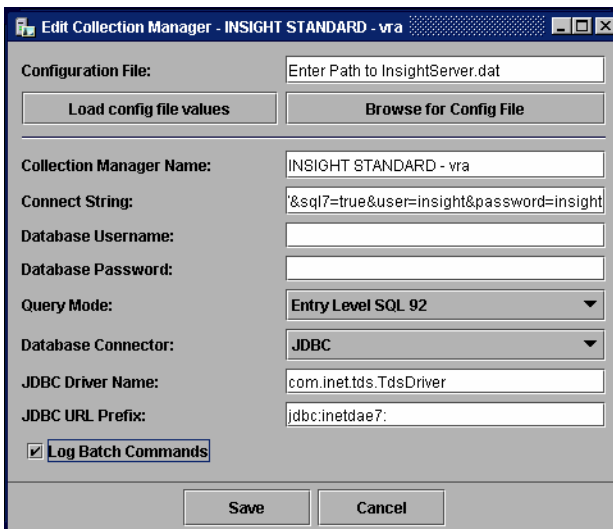 Edit Collection Manager - INSIGHT STANDARD - vra
Configuration File: Enter Path to InsightServer.dat
Load config file values Browse for Config File
Collection Manager Name: INSIGHT STANDARD - vra
Connect String: '&sql7=true&user=insight&password=insight
Database Username:
Database Password:
Query Mode: Entry Level SQL 92
Database Connector: JDBC
JDBC Driver Name: com.inet.tds.TdsDriver
JDBC URL Prefix: jdbc:inetdae7:
Log Batch Commands
Save Cancel